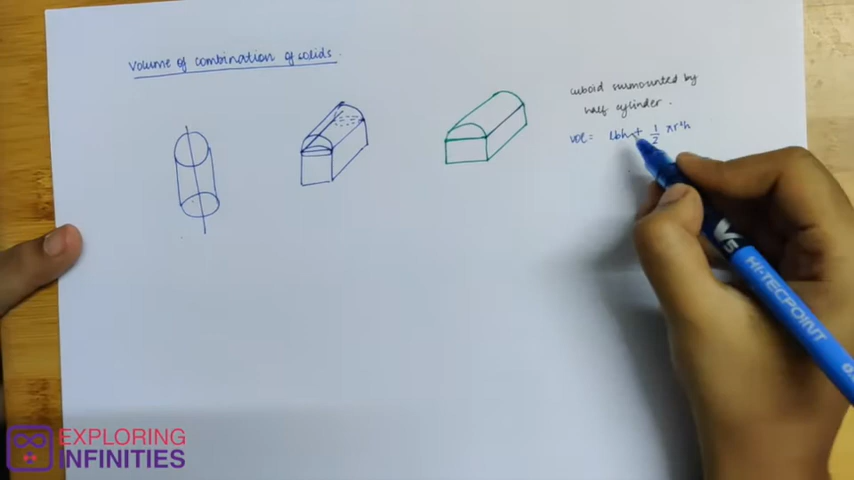 Volume of combination of solids.
cuboid surmounted by
half cylinder.
vol = lbh + 1/2 πr²h
V5
HI-TECPOINT
EXPLORING
INFINITIES